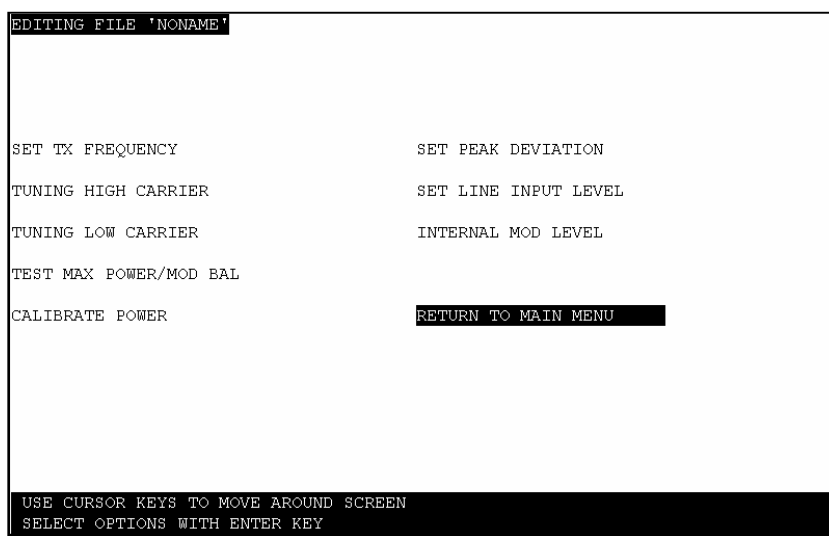 EDITING FILE 'NONAME'
SET TX FREQUENCY
SET PEAK DEVIATION
TUNING HIGH CARRIER
SET LINE INPUT LEVEL
TUNING LOW CARRIER
INTERNAL MOD LEVEL
TEST MAX POWER/MOD BAL
CALIBRATE POWER
RETURN TO MAIN MENU
USE CURSOR KEYS TO MOVE AROUND SCREEN
SELECT OPTIONS WITH ENTER KEY